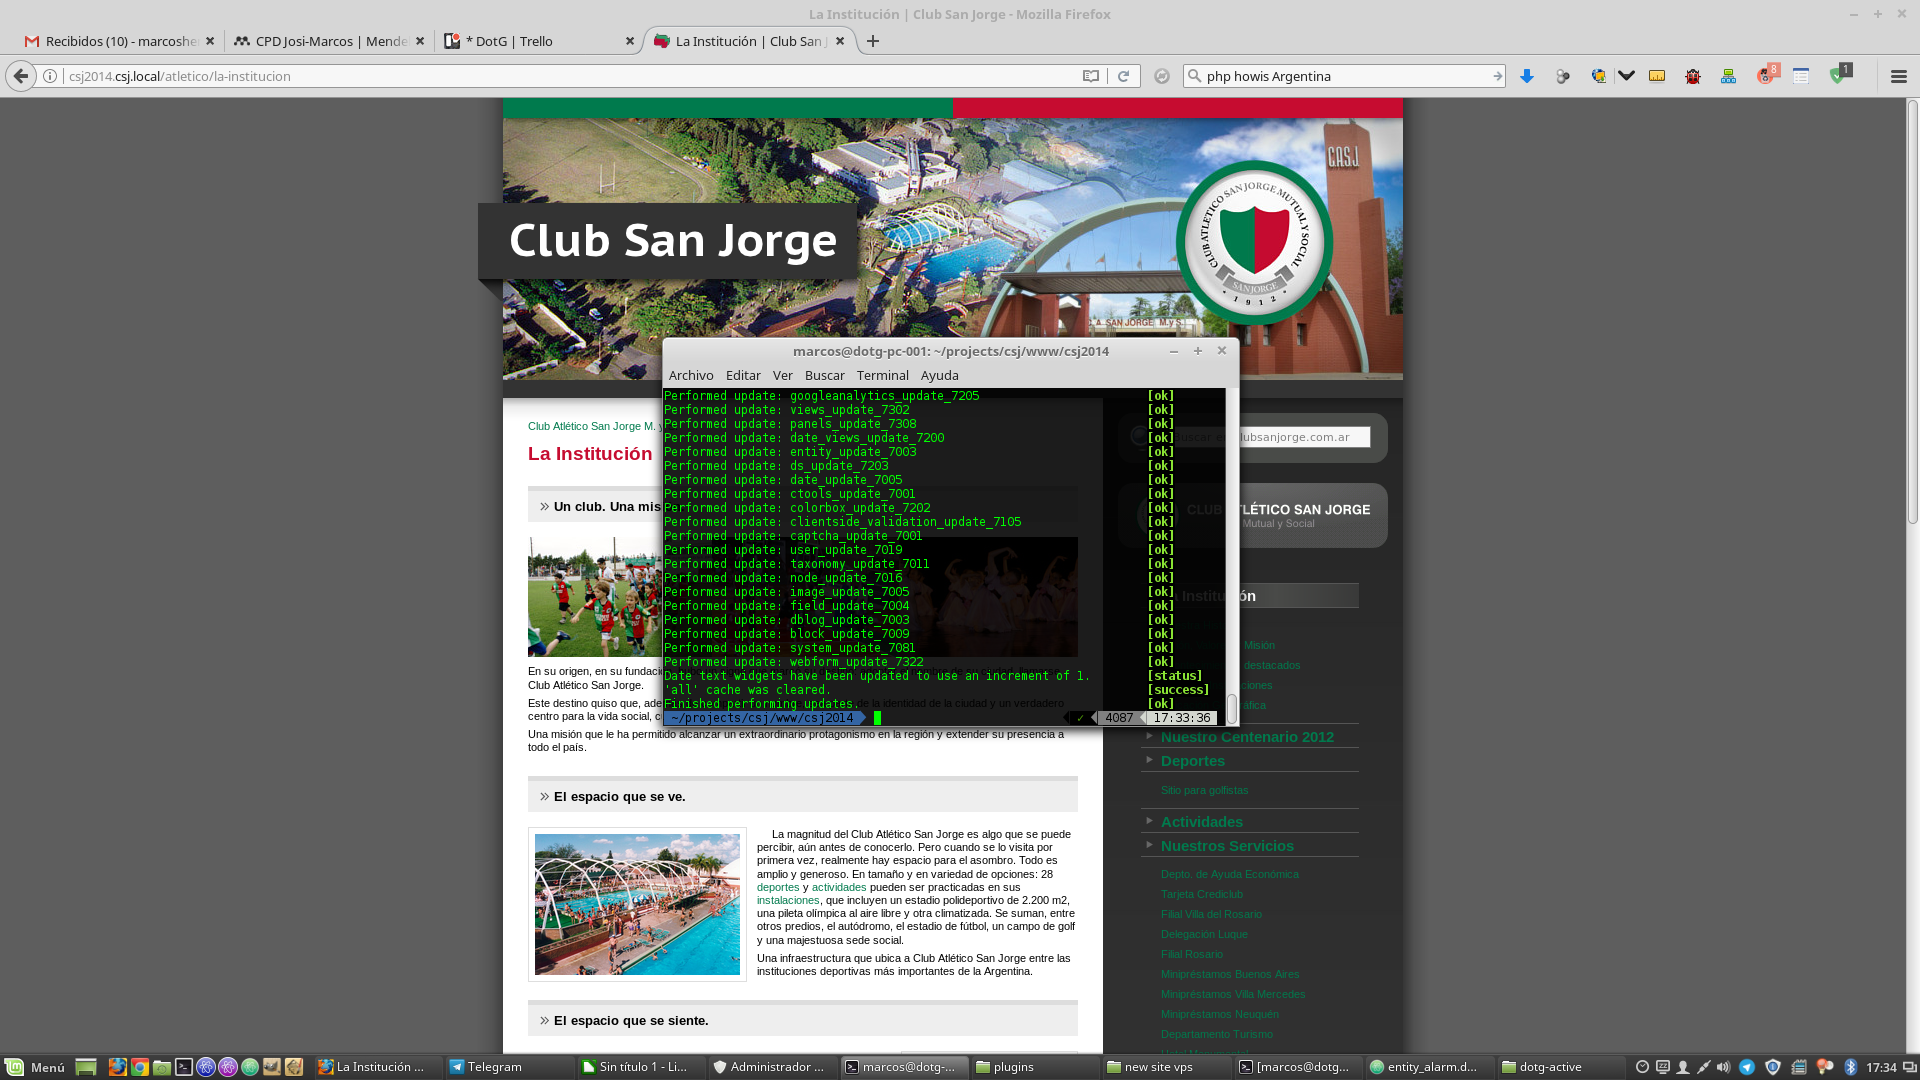 La Institución | Club San Jorge - Mozilla Firefox
Recibidos (10) - marcoshe
CPD Josi-Marcos | Mende
* DotG | Trello
La Institución | Club San J
csj2014.csj.local/atletico/la-institucion
php howis Argentina
8
1
CASJ
Club San Jorge
CLUB ATLETICO SAN JORGE MUTUAL Y SOCIAL
SAN JORGE
1912
A SAN JORGE M.y S.
marcos@dotg-pc-001: ~/projects/csj/www/csj2014
Archivo Editar Ver Buscar Terminal Ayuda
Performed update: googleanalytics_update_7205 [ok]
Performed update: views_update_7302 [ok]
Performed update: panels_update_7308 [ok]
Performed update: date_views_update_7200 [ok]
Performed update: entity_update_7003 [ok]
Performed update: ds_update_7203 [ok]
Performed update: date_update_7005 [ok]
Performed update: ctools_update_7001 [ok]
Performed update: colorbox_update_7202 [ok]
Performed update: clientside_validation_update_7105 [ok]
Performed update: captcha_update_7001 [ok]
Performed update: user_update_7019 [ok]
Performed update: taxonomy_update_7011 [ok]
Performed update: node_update_7016 [ok]
Performed update: image_update_7005 [ok]
Performed update: field_update_7004 [ok]
Performed update: dblog_update_7003 [ok]
Performed update: block_update_7009 [ok]
Performed update: system_update_7081 [ok]
Performed update: webform_update_7322 [ok]
Date text widgets have been updated to use an increment of 1. [status]
'all' cache was cleared. [success]
Finished performing updates. [ok]
~/projects/csj/www/csj2014 ✓ 4087 17:33:36
Club Atlético San Jorge M. y
La Institución
» Un club. Una mis
En su origen, en su fundaci
Club Atlético San Jorge.
Este destino quiso que, ade de la identidad de la ciudad y un verdadero
centro para la vida social, c
Una misión que le ha permitido alcanzar un extraordinario protagonismo en la región y extender su presencia a
todo el país.
» El espacio que se ve.
La magnitud del Club Atlético San Jorge es algo que se puede
percibir, aún antes de conocerlo. Pero cuando se lo visita por
primera vez, realmente hay espacio para el asombro. Todo es
amplio y generoso. En tamaño y en variedad de opciones: 28
deportes y actividades pueden ser practicadas en sus
instalaciones, que incluyen un estadio polideportivo de 2.200 m2,
una pileta olímpica al aire libre y otra climatizada. Se suman, entre
otros predios, el autódromo, el estadio de fútbol, un campo de golf
y una majestuosa sede social.
Una infraestructura que ubica a Club Atlético San Jorge entre las
instituciones deportivas más importantes de la Argentina.
» El espacio que se siente.
Buscar en clubsanjorge.com.ar
CLUB ATLÉTICO SAN JORGE
Mutual y Social
La Institución
Misión
destacados
ciones
ráfica
Nuestro Centenario 2012
Deportes
Sitio para golfistas
Actividades
Nuestros Servicios
Depto. de Ayuda Económica
Tarjeta Crediclub
Filial Villa del Rosario
Delegación Luque
Filial Rosario
Minipréstamos Buenos Aires
Minipréstamos Villa Mercedes
Minipréstamos Neuquén
Departamento Turismo
Menú
La Institución ...
Telegram
Sin título 1 - Li...
Administrador ...
marcos@dotg-...
plugins
new site vps
[marcos@dotg...
entity_alarm.d...
dotg-active
17:34